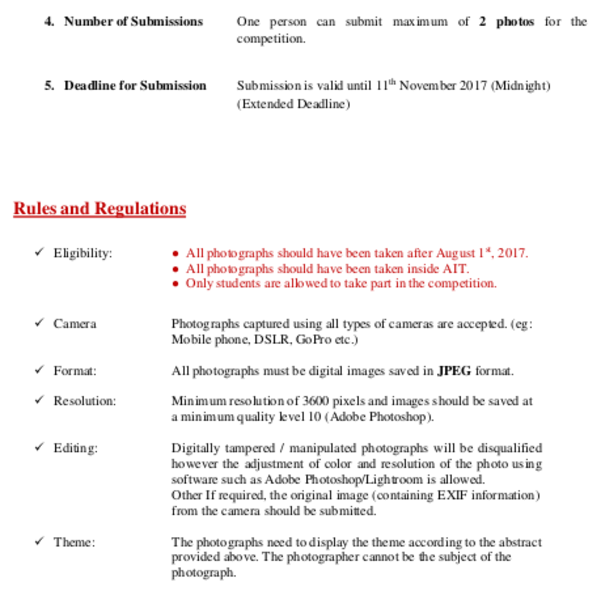 4. Number of Submissions One person can submit maximum of 2 photos for the
competition.
5. Deadline for Submission Submission is valid until 11th November 2017 (Midnight)
(Extended Deadline)
Rules and Regulations
✓ Eligibility: ● All photographs should have been taken after August 1st, 2017.
● All photographs should have been taken inside AIT.
● Only students are allowed to take part in the competition.
✓ Camera Photographs captured using all types of cameras are accepted. (eg:
Mobile phone, DSLR, GoPro etc.)
✓ Format: All photographs must be digital images saved in JPEG format.
✓ Resolution: Minimum resolution of 3600 pixels and images should be saved at
a minimum quality level 10 (Adobe Photoshop).
✓ Editing: Digitally tampered / manipulated photographs will be disqualified
however the adjustment of color and resolution of the photo using
software such as Adobe Photoshop/Lightroom is allowed.
Other If required, the original image (containing EXIF information)
from the camera should be submitted.
✓ Theme: The photographs need to display the theme according to the abstract
provided above. The photographer cannot be the subject of the
photograph.